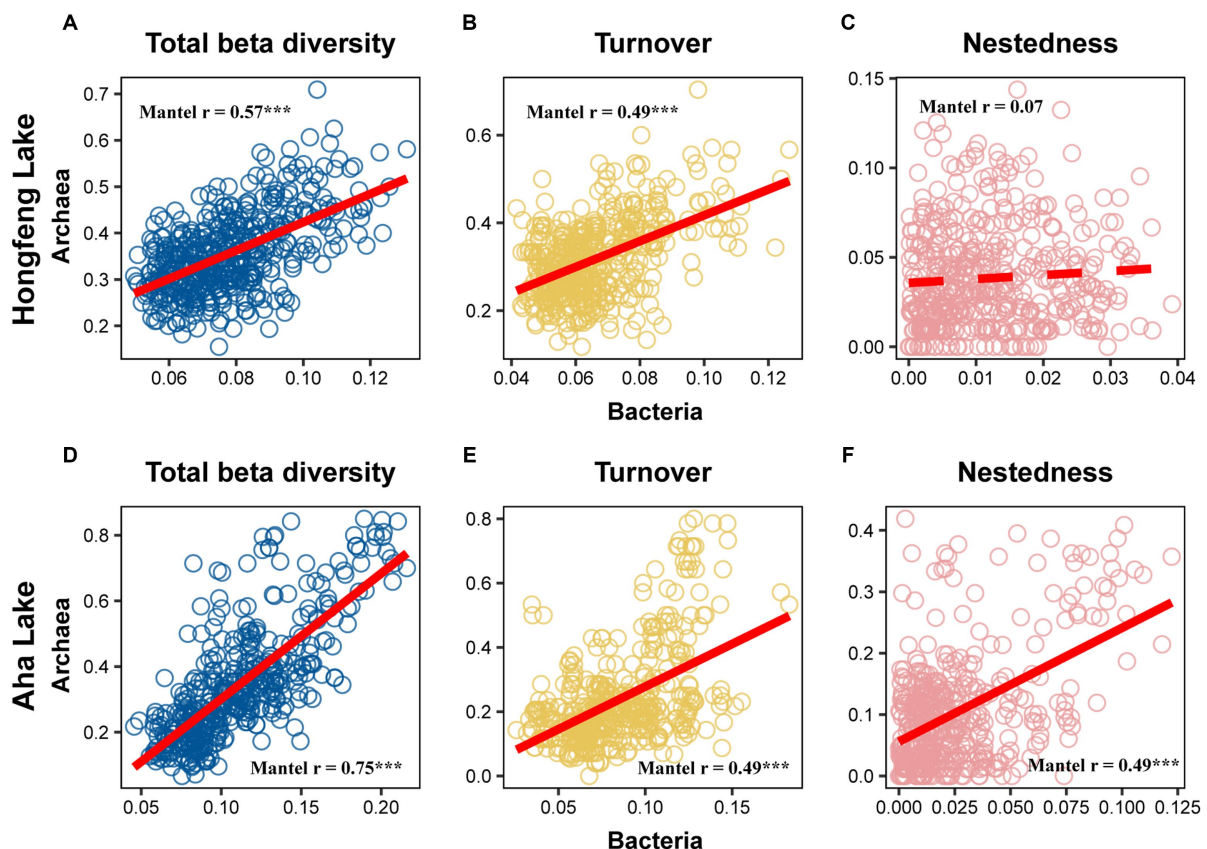 A
Total beta diversity
B
Turnover
C
Nestedness
Hongfeng Lake
Archaea
Mantel r = 0.57***
0.7
0.6
0.5
0.4
0.3
0.2
0.06
0.08
0.10
0.12
Mantel r = 0.49***
0.6
0.4
0.2
0.04
0.06
0.08
0.10
0.12
Mantel r = 0.07
0.15
0.10
0.05
0.00
0.00
0.01
0.02
0.03
0.04
Bacteria
D
Total beta diversity
E
Turnover
F
Nestedness
Aha Lake
Archaea
0.8
0.6
0.4
0.2
Mantel r = 0.75***
0.05
0.10
0.15
0.20
0.8
0.6
0.4
0.2
0.0
Mantel r = 0.49***
0.05
0.10
0.15
0.4
0.3
0.2
0.1
0.0
Mantel r = 0.49***
0.000
0.025
0.050
0.075
0.100
0.125
Bacteria